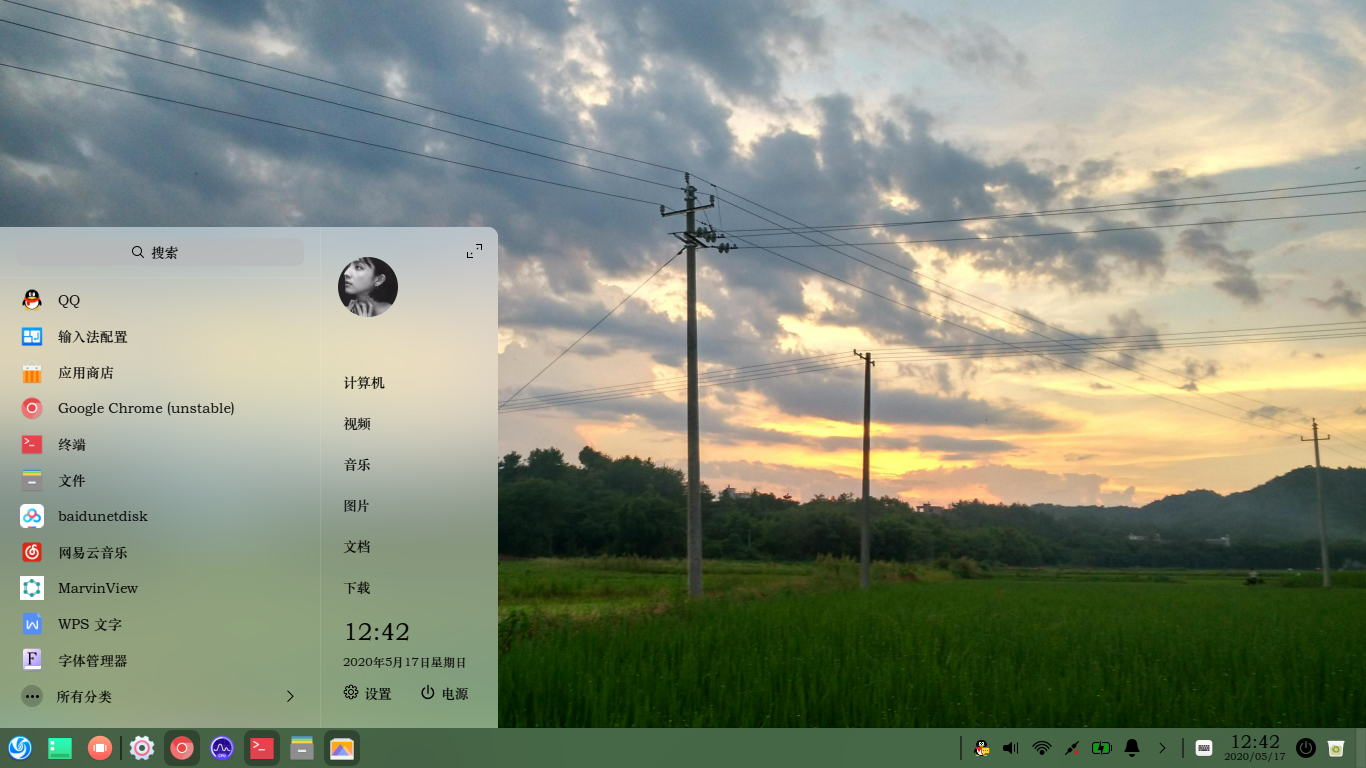 搜索
QQ
输入法配置
应用商店
Google Chrome (unstable)
终端
文件
baidunetdisk
网易云音乐
MarvinView
WPS 文字
字体管理器
所有分类
计算机
视频
音乐
图片
文档
下载
12:42
2020年5月17日星期日
设置
电源
12:42
2020/05/17